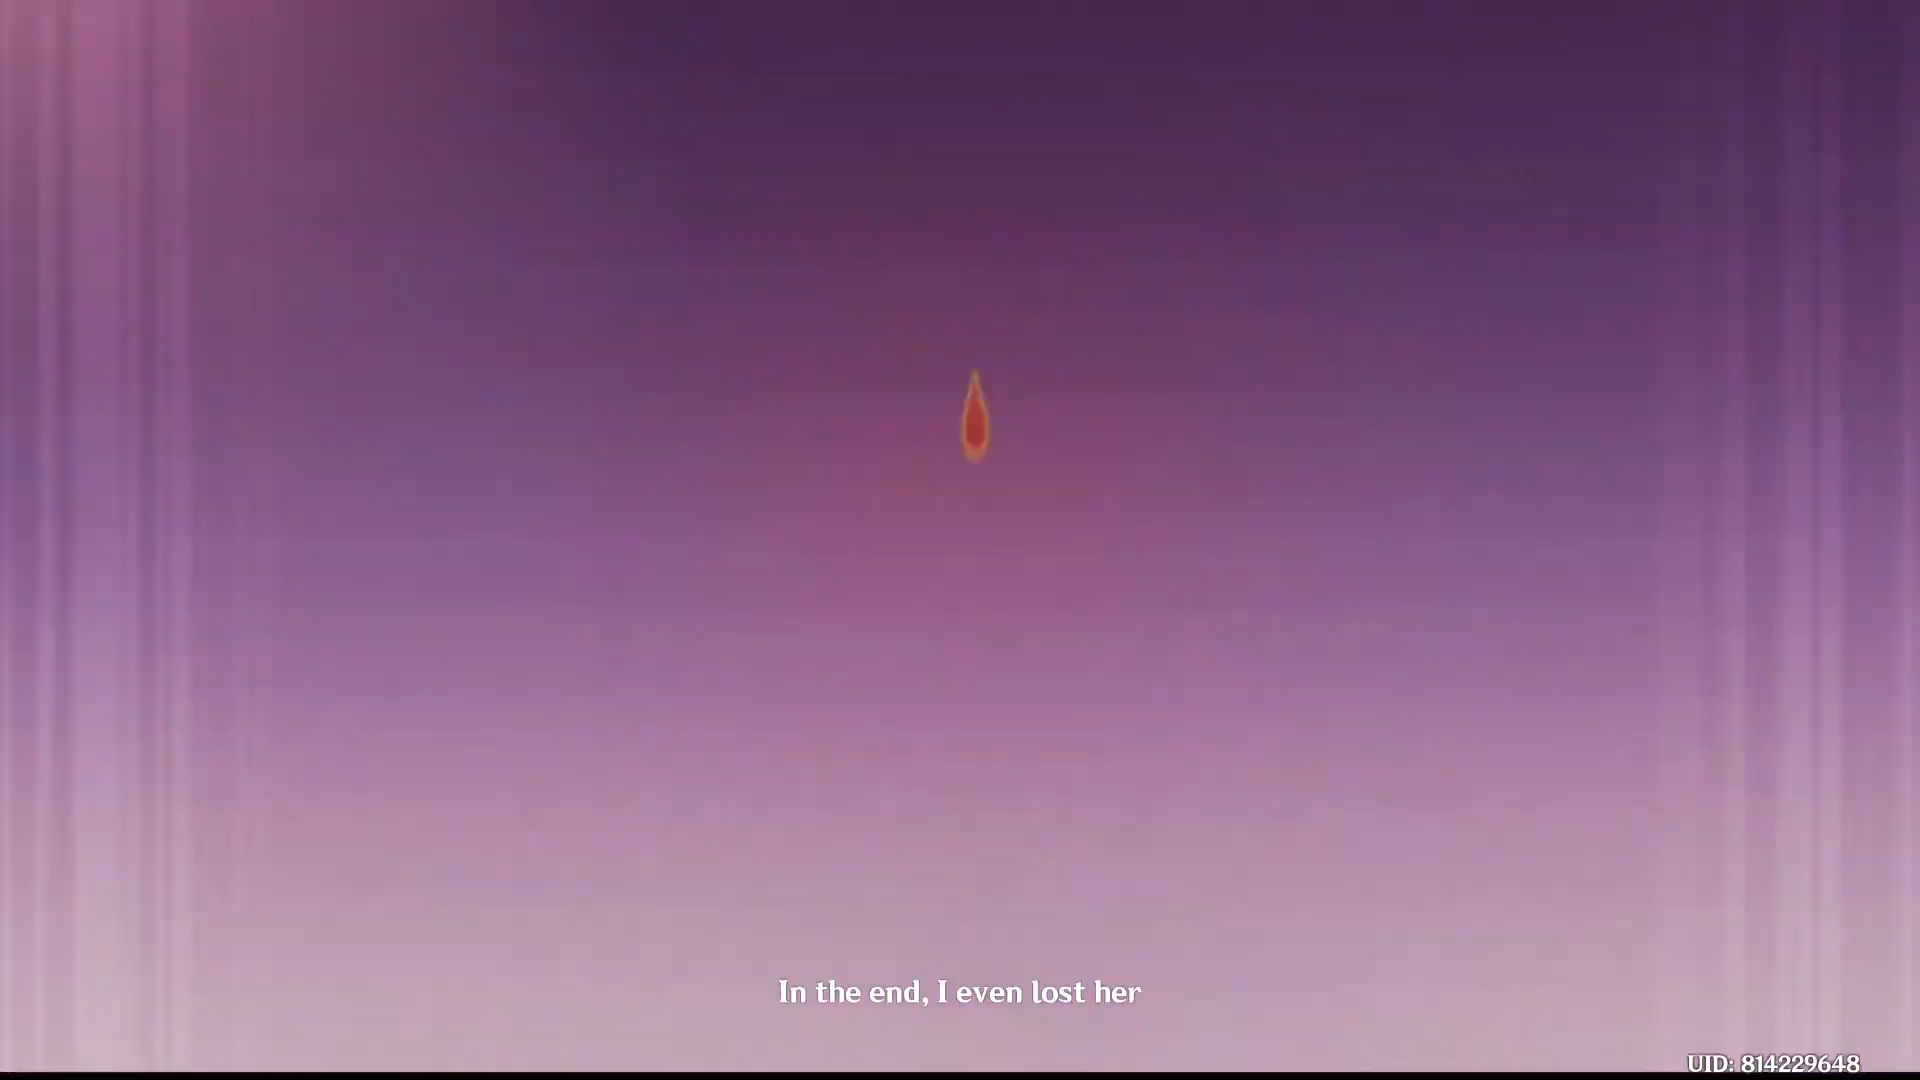 In the end, I even lost her
UID: 814229648